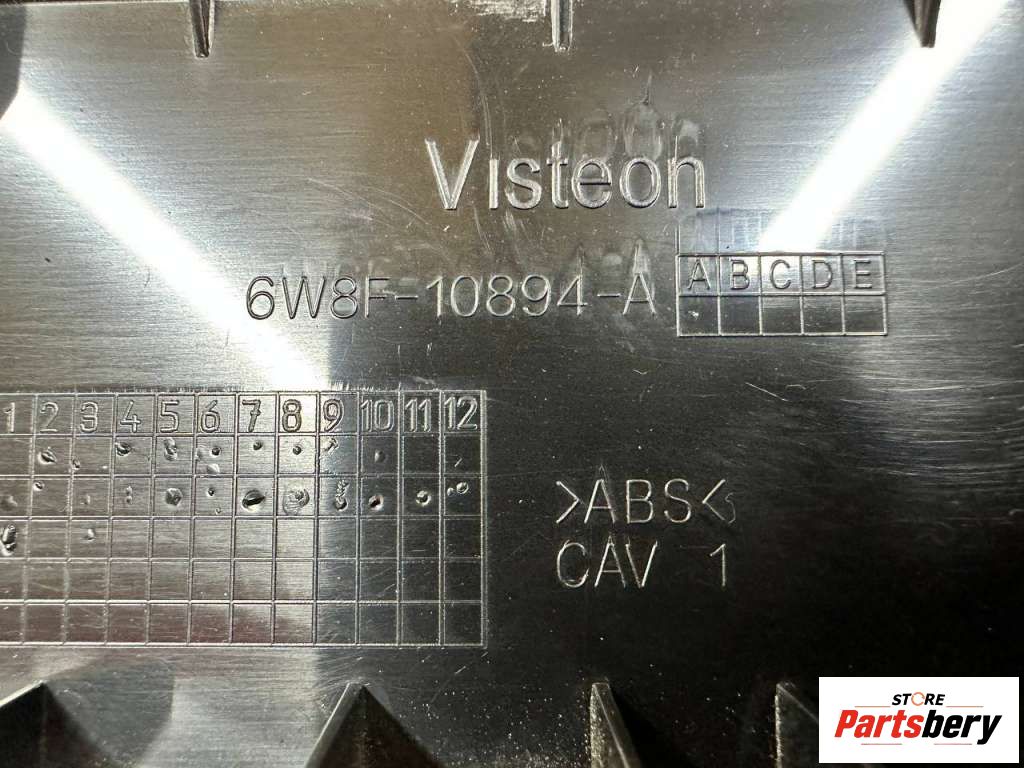 Visteon
6W8F-10894-A
A B C D E
1 2 3 4 5 6 7 8 9 10 11 12
>ABS<
CAV 1
STORE
Partsbery